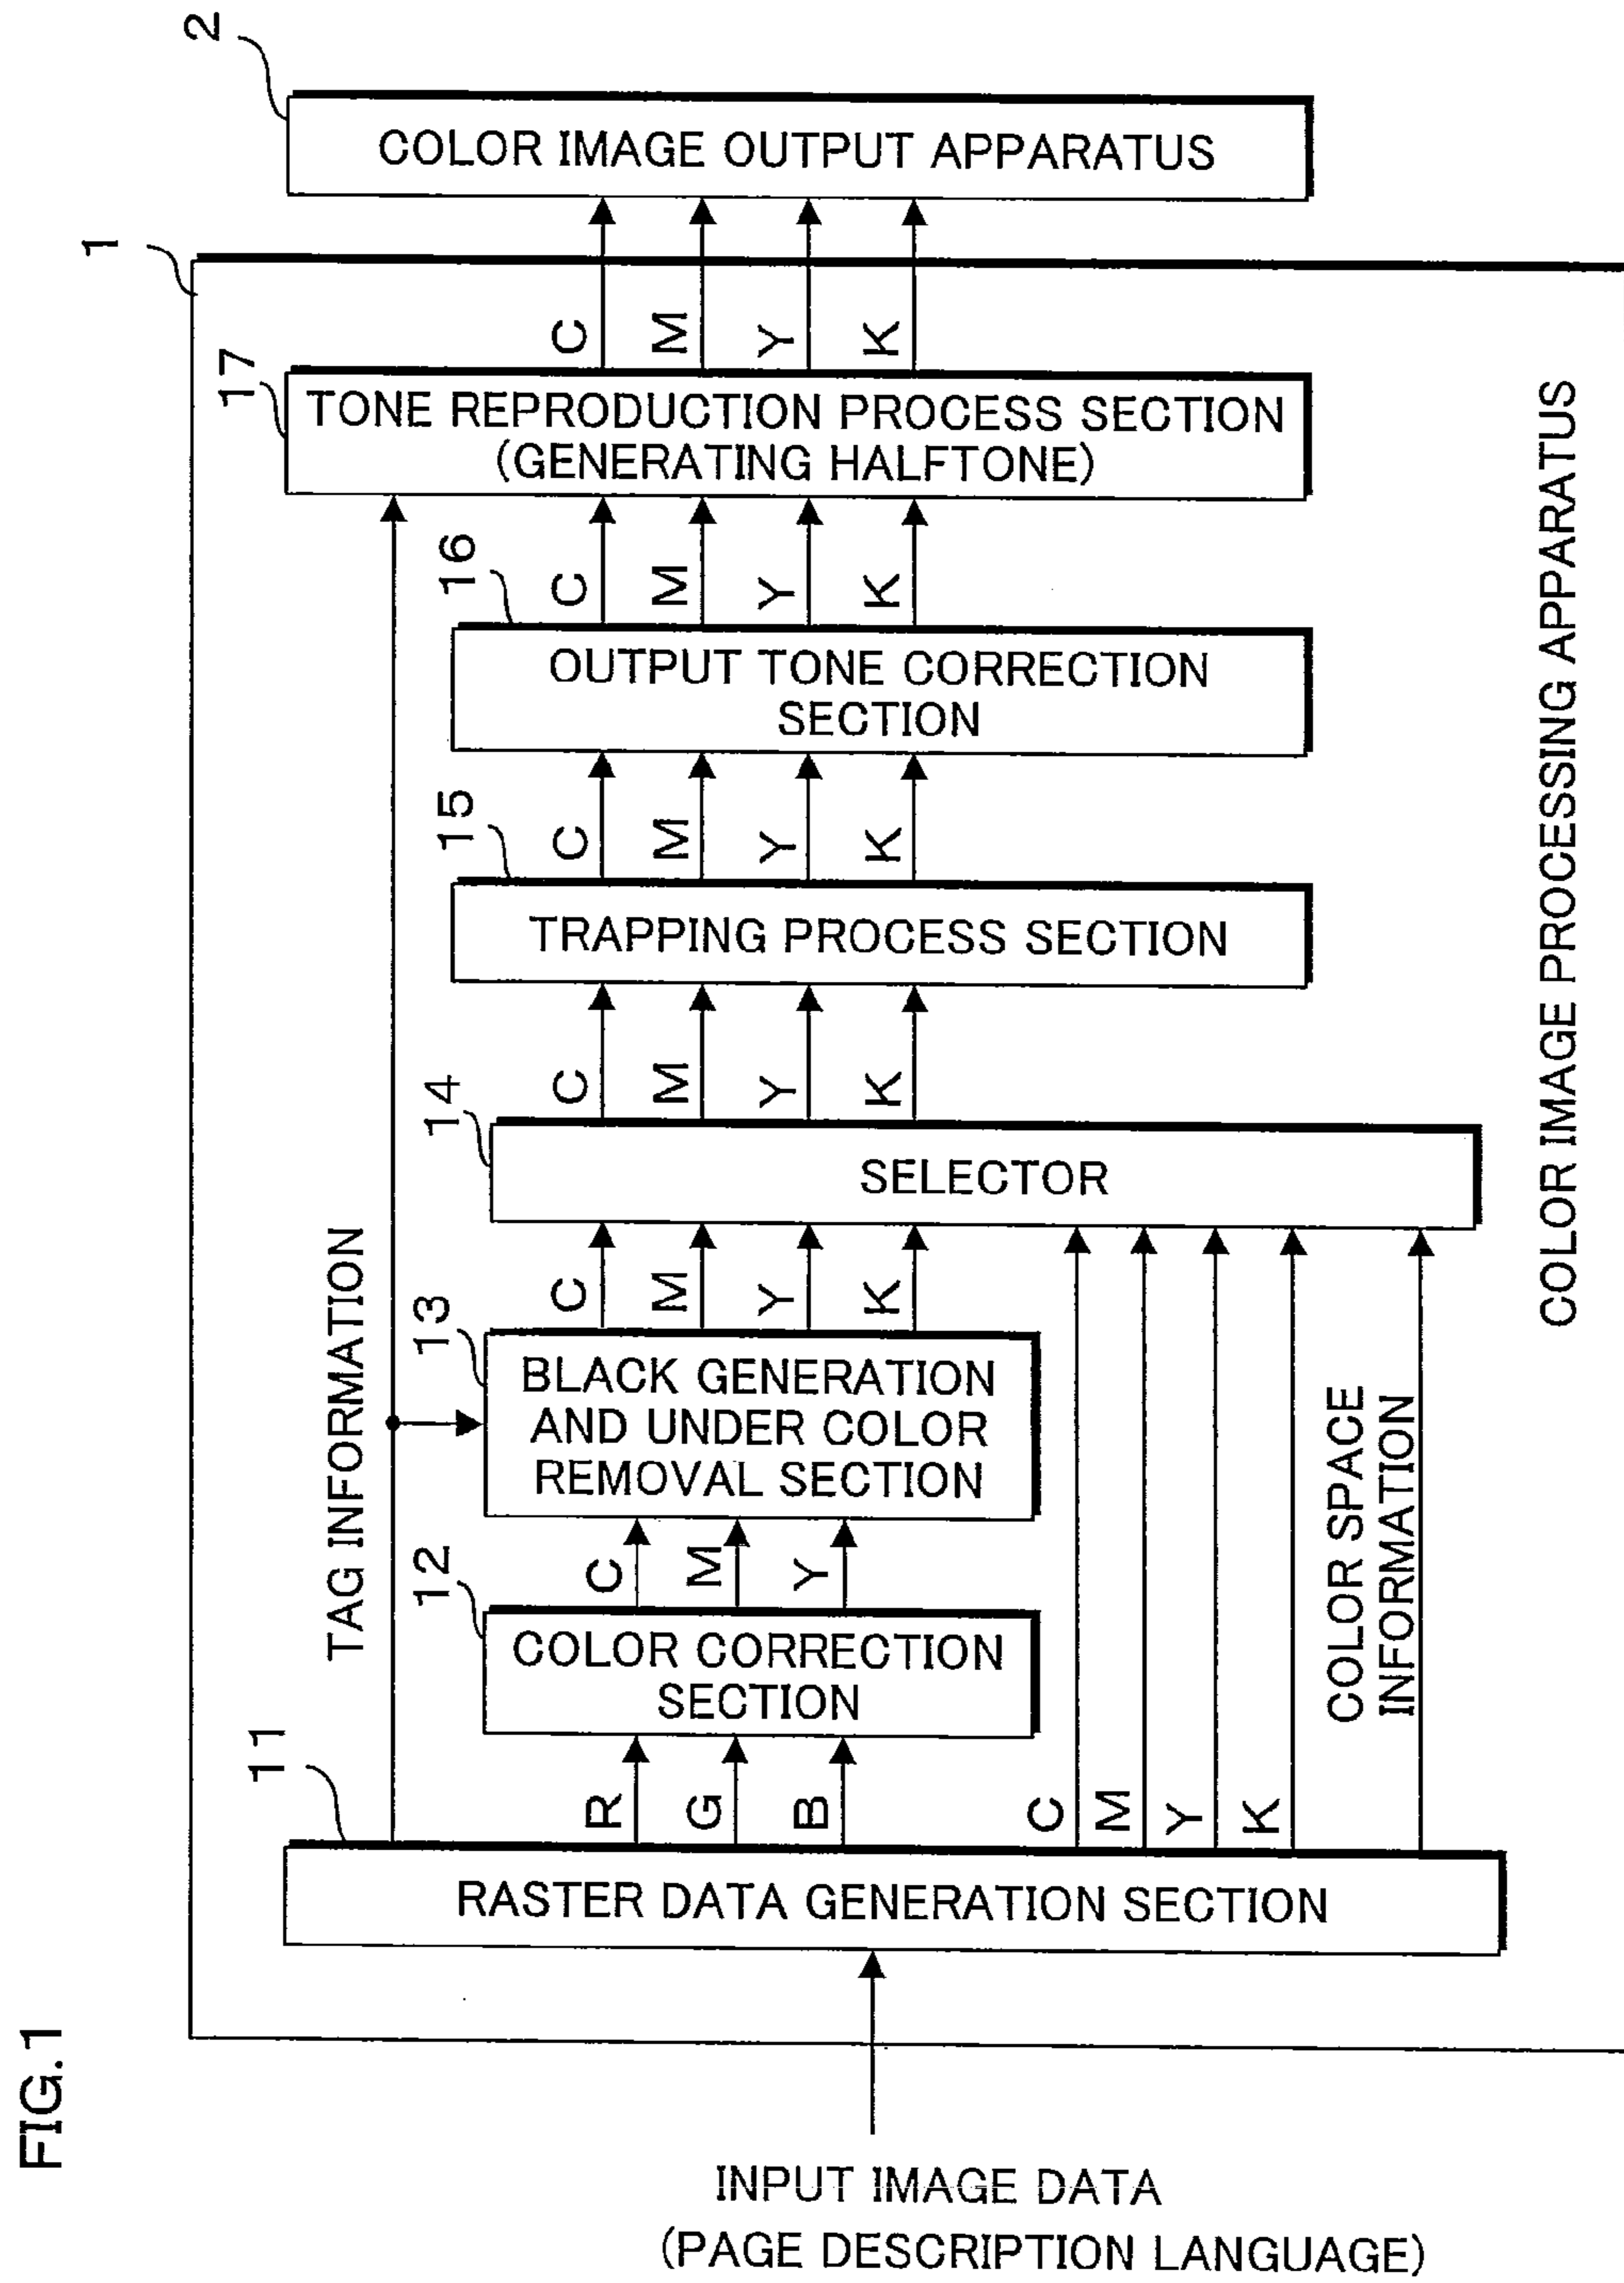 FIG.1
2
COLOR IMAGE OUTPUT APPARATUS
1
C
M
Y
K
17
TONE REPRODUCTION PROCESS SECTION
(GENERATING HALFTONE)
16
C
M
Y
K
OUTPUT TONE CORRECTION
SECTION
15
C
M
Y
K
TRAPPING PROCESS SECTION
14
C
M
Y
K
SELECTOR
TAG INFORMATION
13
C
M
Y
K
BLACK GENERATION
AND UNDER COLOR
REMOVAL SECTION
12
C
M
Y
COLOR CORRECTION
SECTION
COLOR SPACE
INFORMATION
11
R
G
B
C
M
Y
K
RASTER DATA GENERATION SECTION
COLOR IMAGE PROCESSING APPARATUS
INPUT IMAGE DATA
(PAGE DESCRIPTION LANGUAGE)